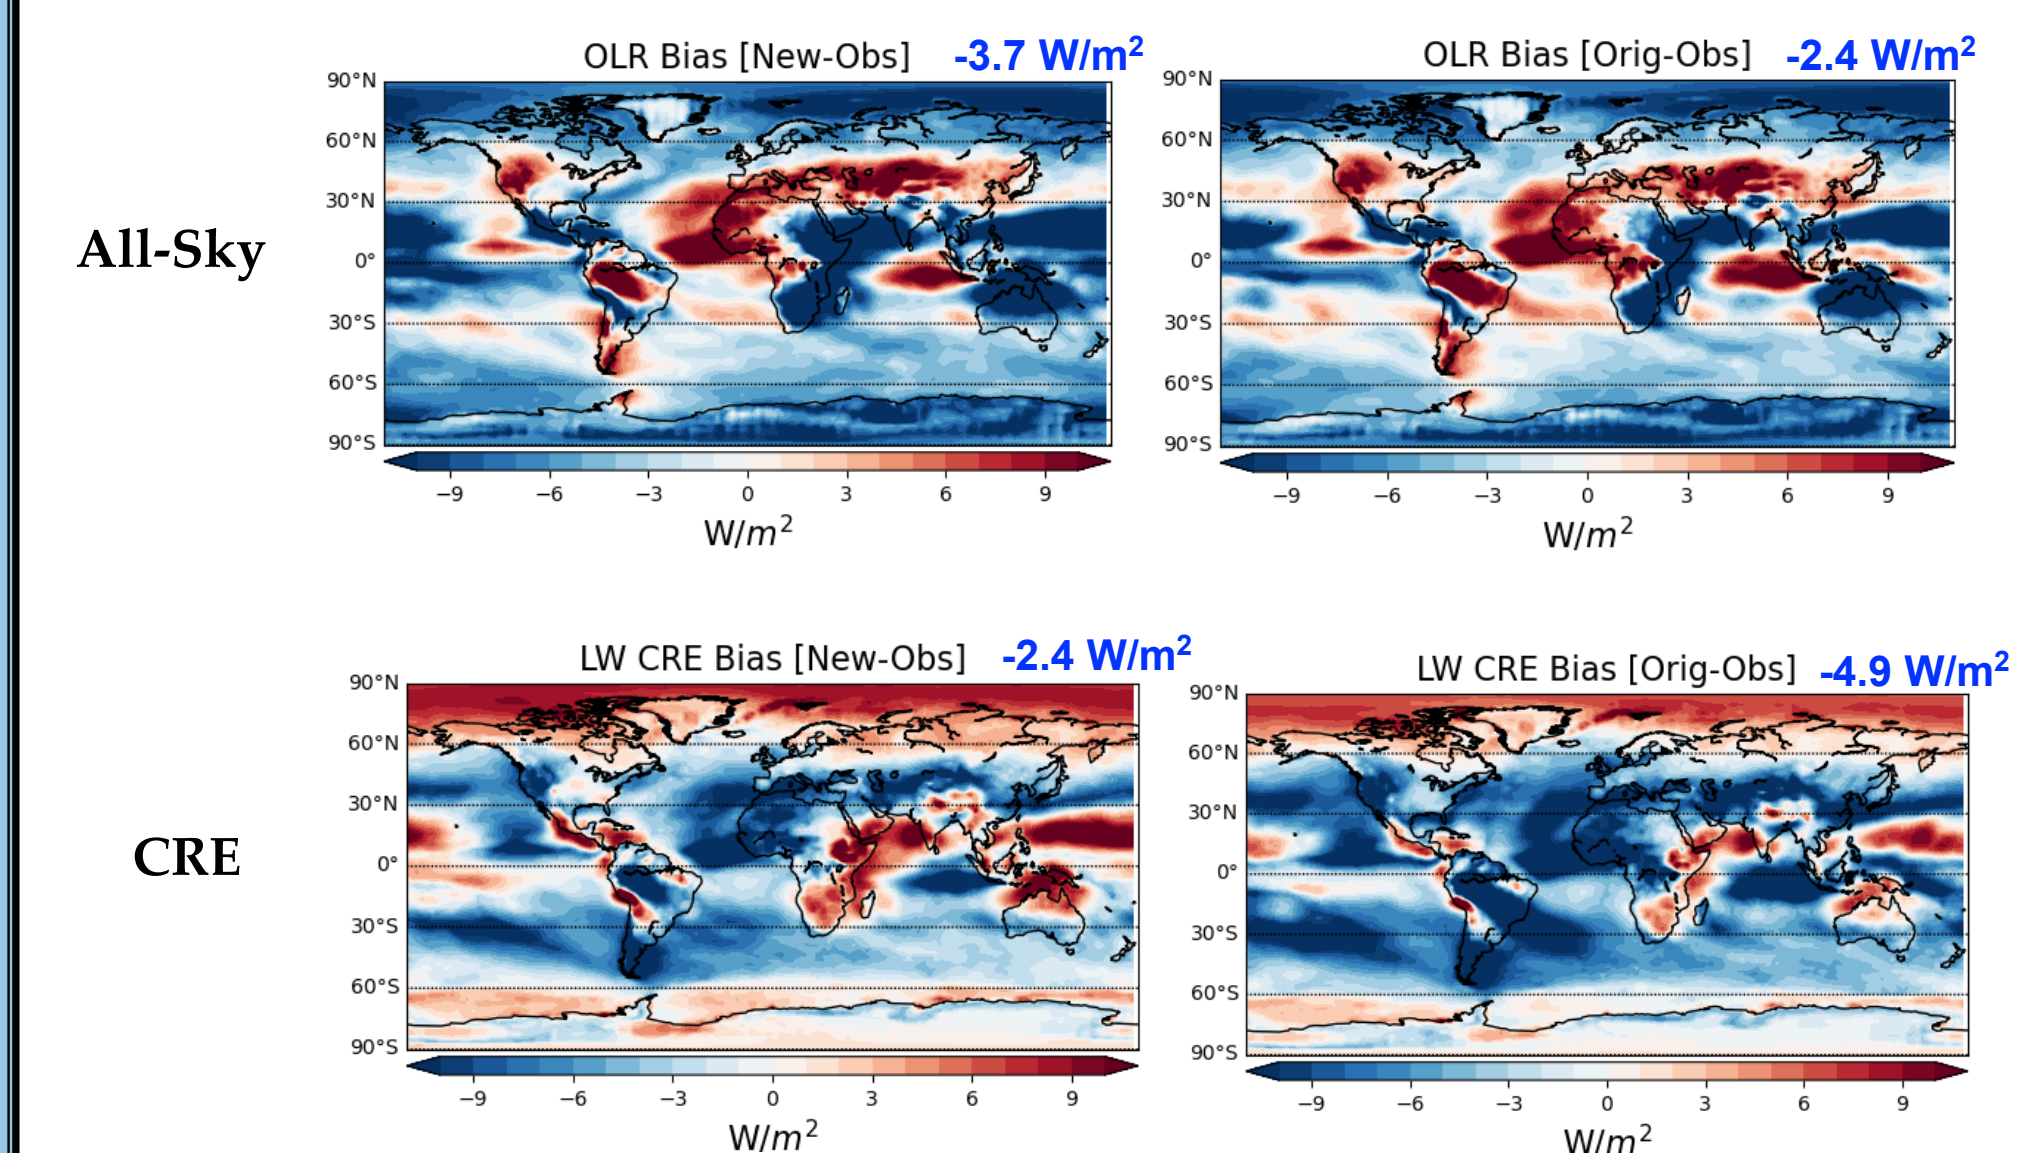 All-Sky
OLR Bias [New-Obs] -3.7 W/m²
90°N
60°N
30°N
0°
30°S
60°S
90°S
−9 −6 −3 0 3 6 9
W/m²
OLR Bias [Orig-Obs] -2.4 W/m²
90°N
60°N
30°N
0°
30°S
60°S
90°S
−9 −6 −3 0 3 6 9
W/m²
CRE
LW CRE Bias [New-Obs] -2.4 W/m²
90°N
60°N
30°N
0°
30°S
60°S
90°S
−9 −6 −3 0 3 6 9
W/m²
LW CRE Bias [Orig-Obs] -4.9 W/m²
90°N
60°N
30°N
0°
30°S
60°S
90°S
−9 −6 −3 0 3 6 9
W/m²